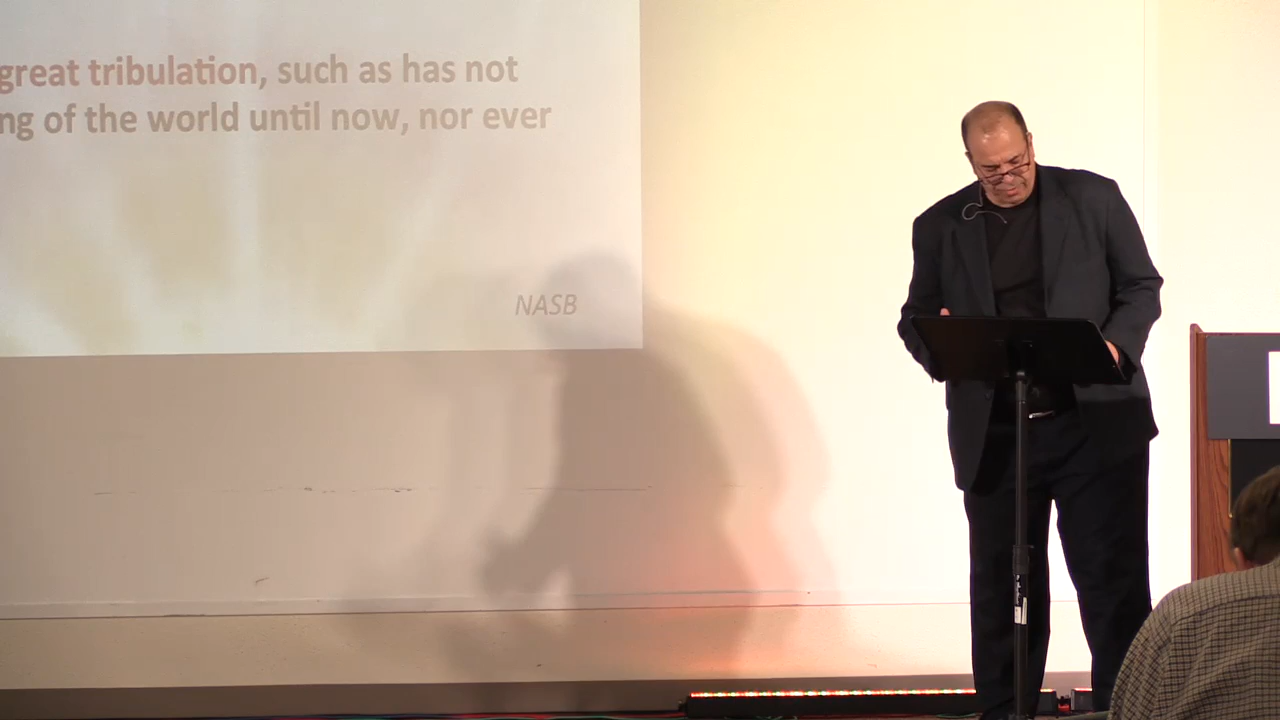 great tribulation, such as has not
ng of the world until now, nor ever
NASB